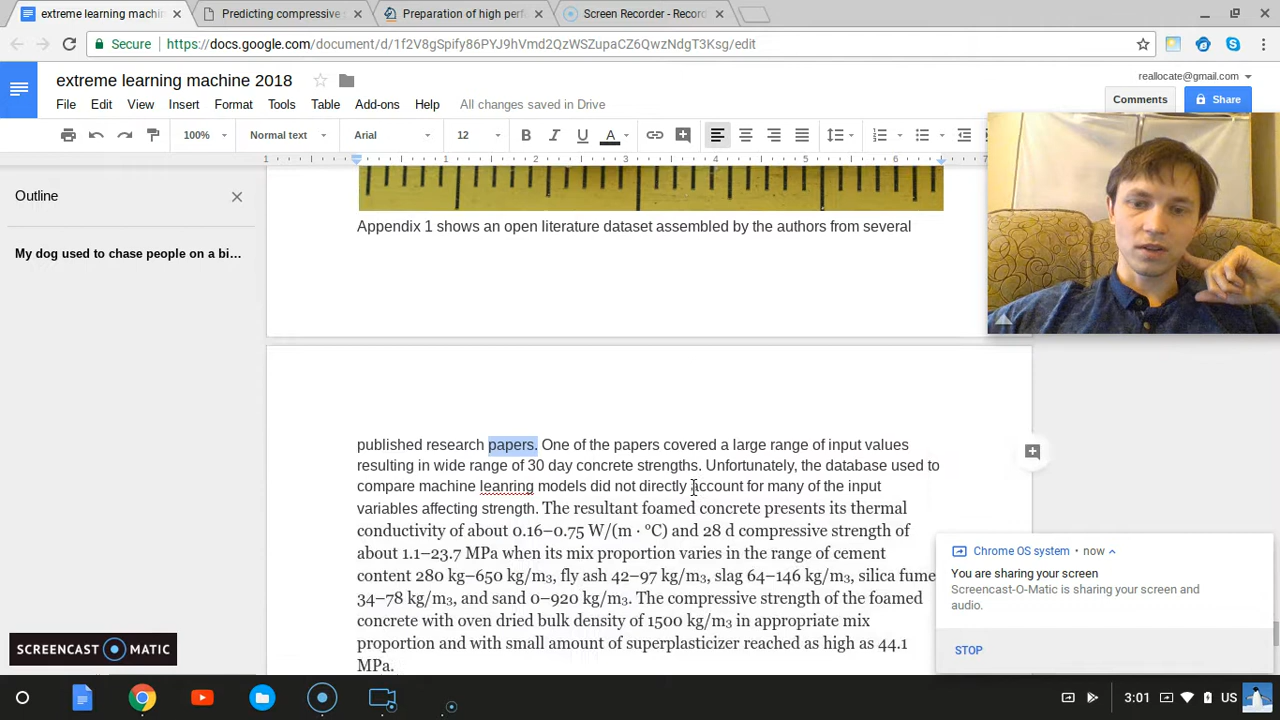 extreme learning machin
Predicting compressive s
Preparation of high perf
Screen Recorder - Record
Secure
https://docs.google.com/document/d/1f2V8gSpify86PYJ9hVmd2QzWSZupaCZ6QwzNdgT3Ksg/edit
extreme learning machine 2018
reallocate@gmail.com
File Edit View Insert Format Tools Table Add-ons Help All changes saved in Drive
Comments Share
100% Normal text Arial 12 B I U A
1 1 2 3 4 5 6 7
Outline
My dog used to chase people on a bi...
Appendix 1 shows an open literature dataset assembled by the authors from several
published research papers. One of the papers covered a large range of input values
resulting in wide range of 30 day concrete strengths. Unfortunately, the database used to
compare machine leanring models did not directly account for many of the input
variables affecting strength. The resultant foamed concrete presents its thermal
conductivity of about 0.16–0.75 W/(m · °C) and 28 d compressive strength of
about 1.1–23.7 MPa when its mix proportion varies in the range of cement
content 280 kg–650 kg/m3, fly ash 42–97 kg/m3, slag 64–146 kg/m3, silica fume
34–78 kg/m3, and sand 0–920 kg/m3. The compressive strength of the foamed
concrete with oven dried bulk density of 1500 kg/m3 in appropriate mix
proportion and with small amount of superplasticizer reached as high as 44.1
MPa.
Chrome OS system • now
You are sharing your screen
Screencast-O-Matic is sharing your screen and
audio.
STOP
SCREENCAST MATIC
3:01 US